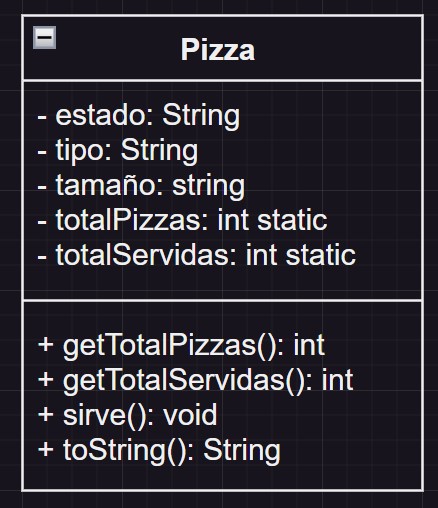 Pizza
- estado: String
- tipo: String
- tamaño: string
- totalPizzas: int static
- totalServidas: int static
+ getTotalPizzas(): int
+ getTotalServidas(): int
+ sirve(): void
+ toString(): String